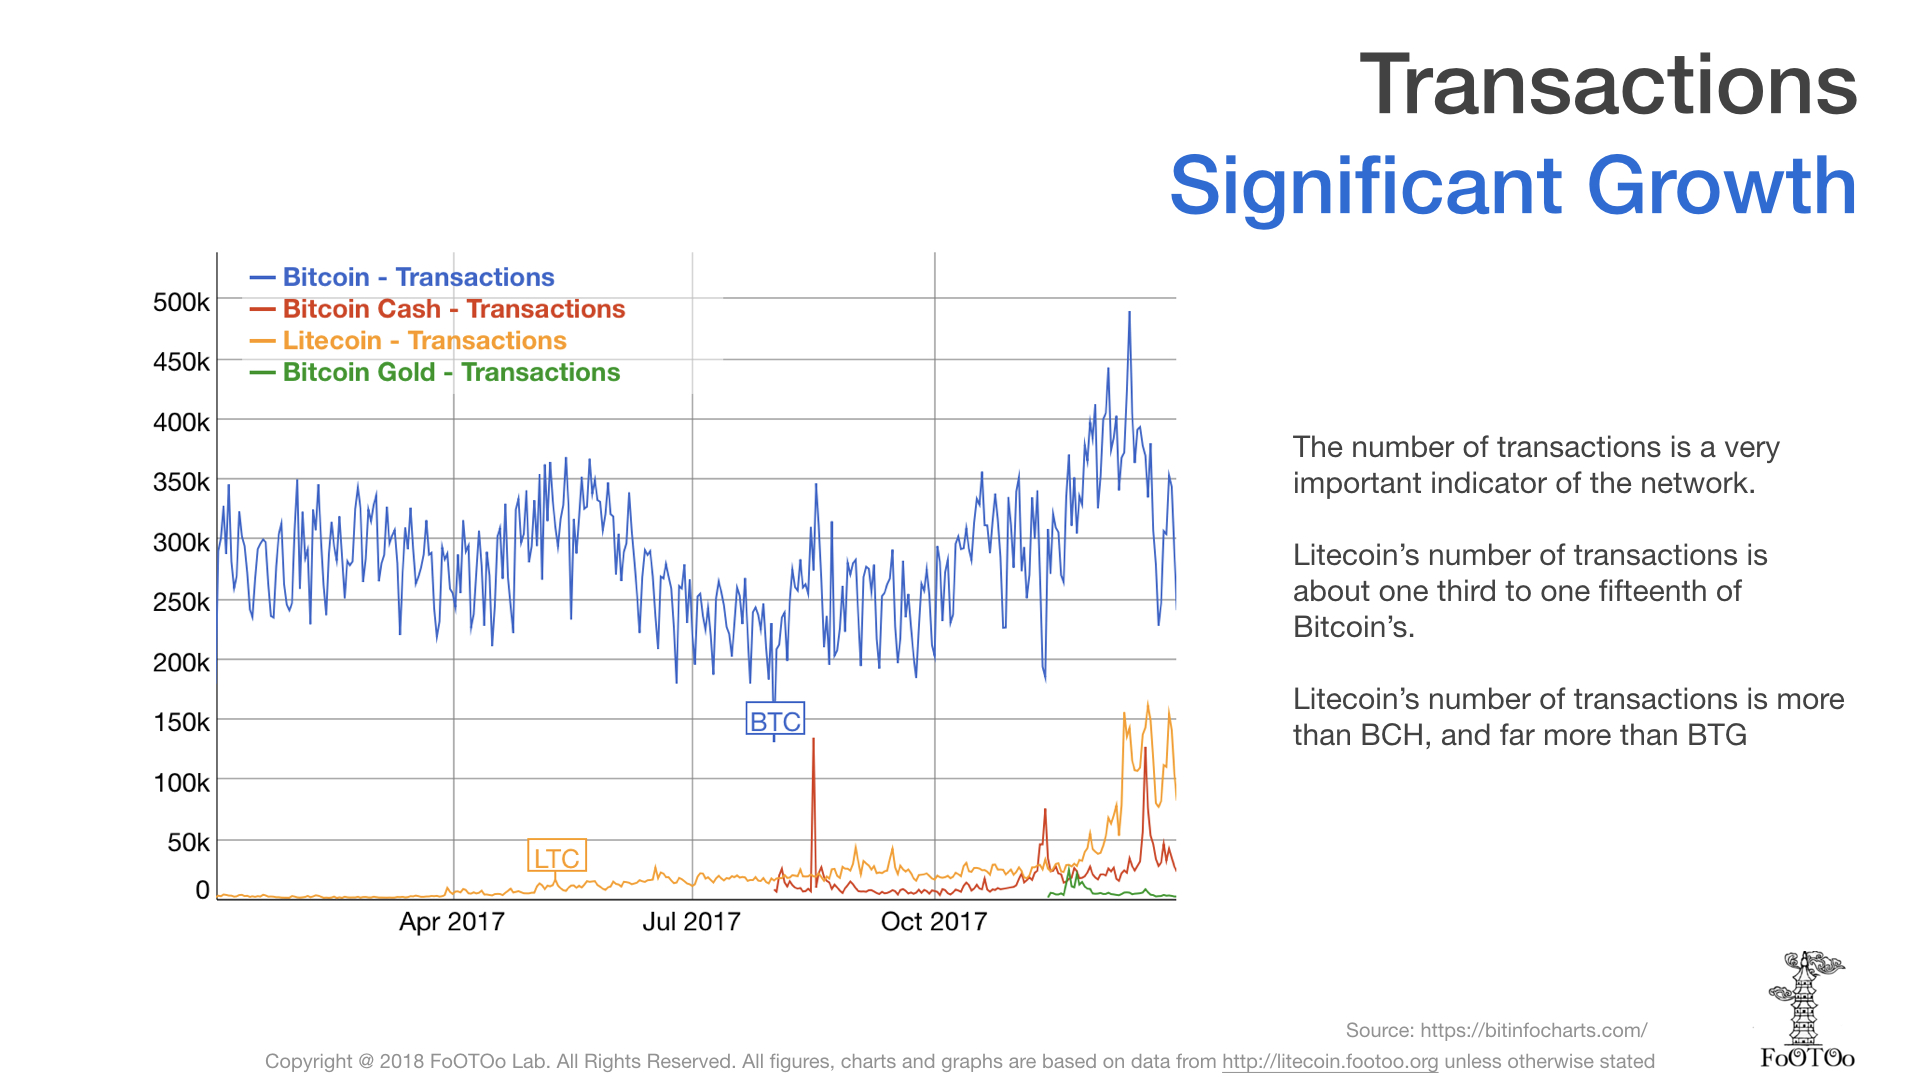 Transactions
Significant Growth
Bitcoin - Transactions
Bitcoin Cash - Transactions
Litecoin - Transactions
Bitcoin Gold - Transactions
500k
450k
400k
350k
300k
250k
200k
150k
100k
50k
0
BTC
LTC
Apr 2017
Jul 2017
Oct 2017
The number of transactions is a very
important indicator of the network.
Litecoin’s number of transactions is
about one third to one fifteenth of
Bitcoin’s.
Litecoin’s number of transactions is more
than BCH, and far more than BTG
Source: https://bitinfocharts.com/
Copyright @ 2018 FoOTOo Lab. All Rights Reserved. All figures, charts and graphs are based on data from http://litecoin.footoo.org unless otherwise stated
FoOTOo